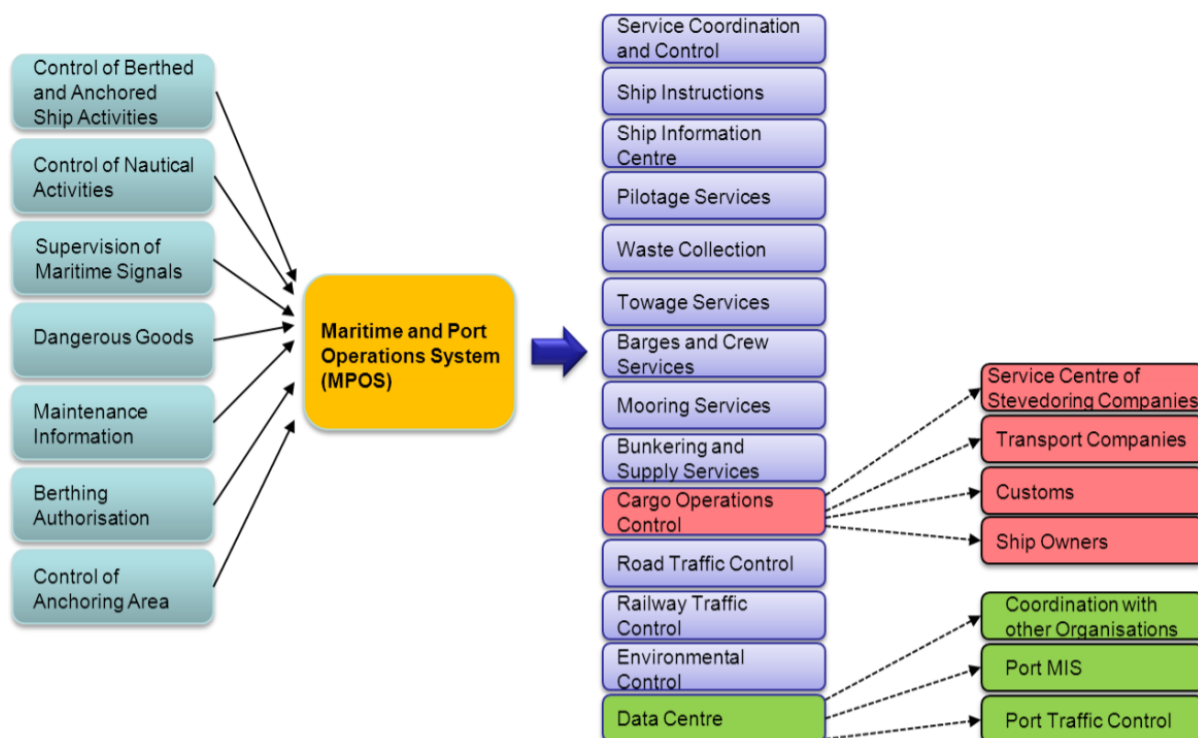 Control of Berthed
and Anchored
Ship Activities
Control of Nautical
Activities
Supervision of
Maritime Signals
Dangerous Goods
Maintenance
Information
Berthing
Authorisation
Control of
Anchoring Area
Maritime and Port
Operations System
(MPOS)
Service Coordination
and Control
Ship Instructions
Ship Information
Centre
Pilotage Services
Waste Collection
Towage Services
Barges and Crew
Services
Mooring Services
Bunkering and
Supply Services
Cargo Operations
Control
Road Traffic Control
Railway Traffic
Control
Environmental
Control
Data Centre
Service Centre of
Stevedoring Companies
Transport Companies
Customs
Ship Owners
Coordination with
other Organisations
Port MIS
Port Traffic Control